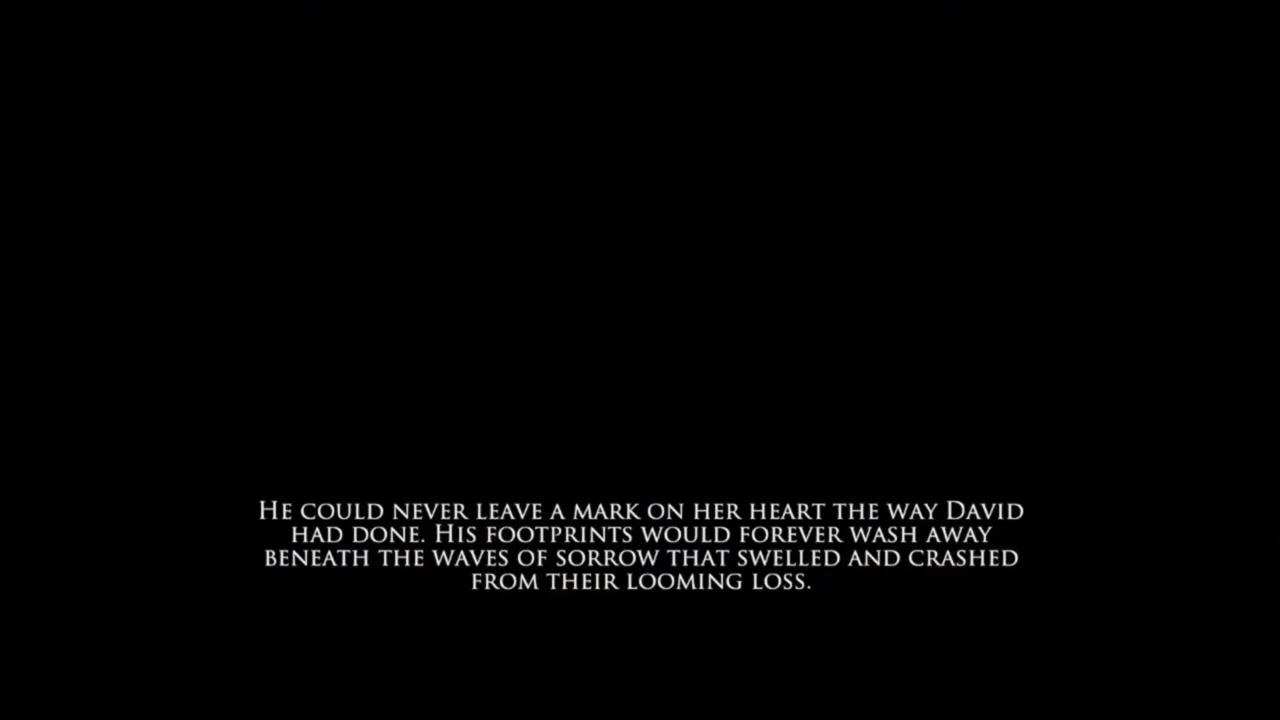 He could never leave a mark on her heart the way David
had done. His footprints would forever wash away
beneath the waves of sorrow that swelled and crashed
from their looming loss.